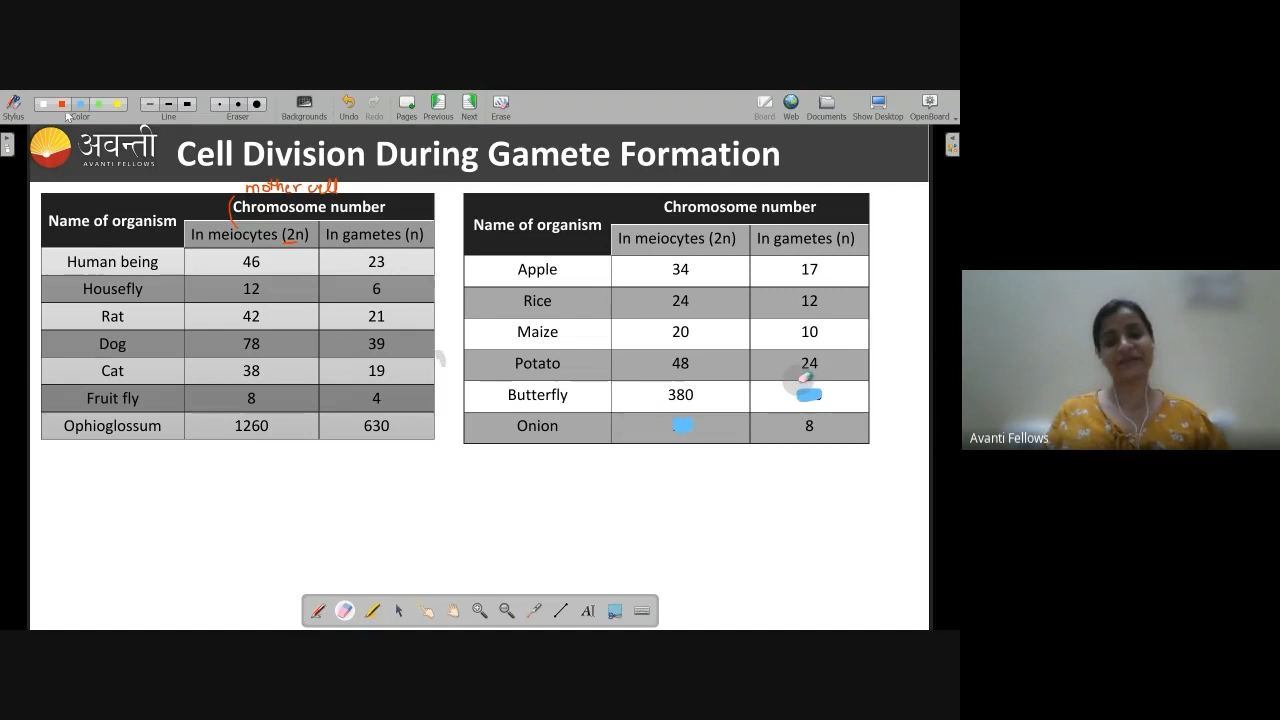 Stylus
Color
Line
Eraser
Backgrounds
Undo
Redo
Pages
Previous
Next
Erase
Board
Web
Documents
Show Desktop
OpenBoard
अवन्ती
AVANTI FELLOWS
Cell Division During Gamete Formation
mother cell
Name of organism
Chromosome number
In meiocytes (2n)
In gametes (n)
Human being 46 23
Housefly 12 6
Rat 42 21
Dog 78 39
Cat 38 19
Fruit fly 8 4
Ophioglossum 1260 630
Name of organism
Chromosome number
In meiocytes (2n)
In gametes (n)
Apple 34 17
Rice 24 12
Maize 20 10
Potato 48 24
Butterfly 380
Onion 8
AI
Avanti Fellows